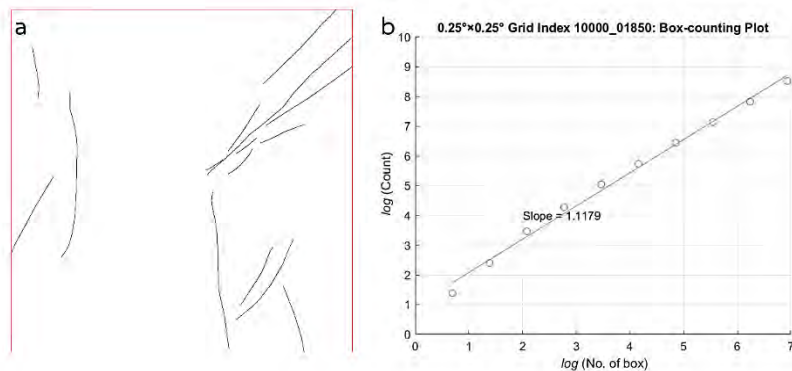 a
b
0.25°×0.25° Grid Index 10000_01850: Box-counting Plot
10
9
8
7
6
5
4
3
2
1
0
log (Count)
Slope = 1.1179
0 1 2 3 4 5 6 7
log (No. of box)